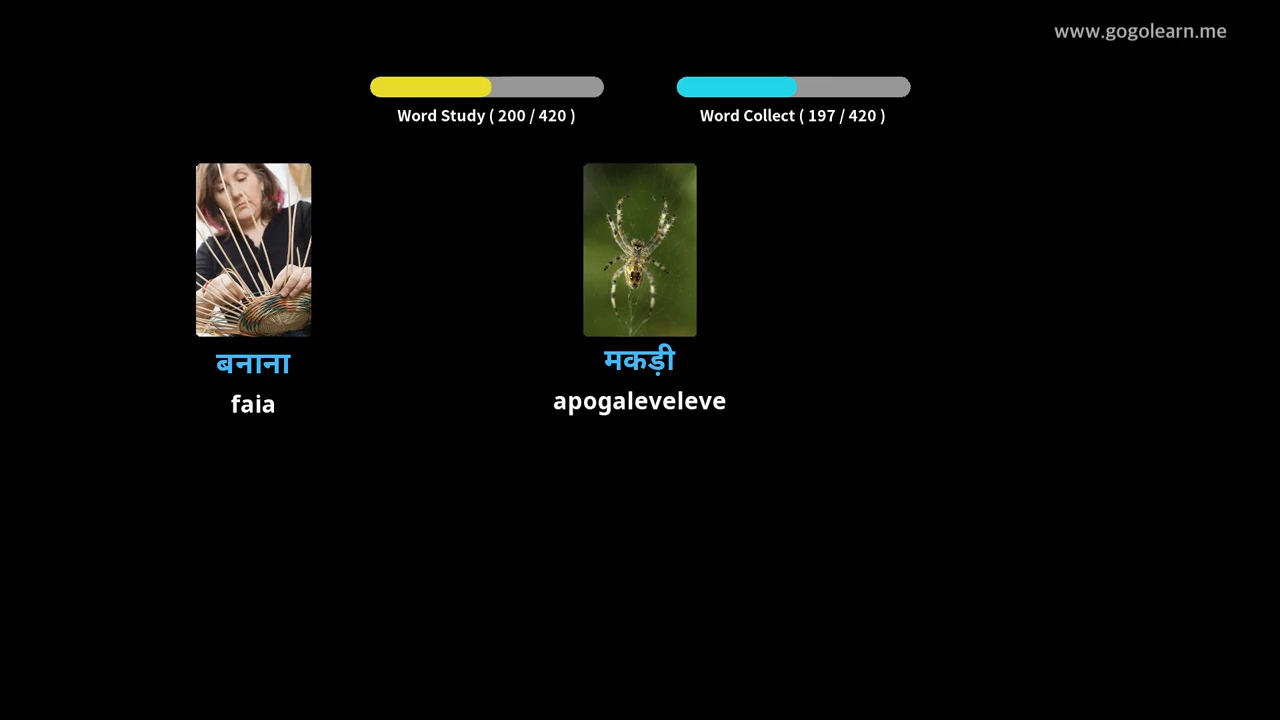 www.gogolearn.me
Word Study ( 200 / 420 )
Word Collect ( 197 / 420 )
बनाना
faia
मकड़ी
apogaleveleve